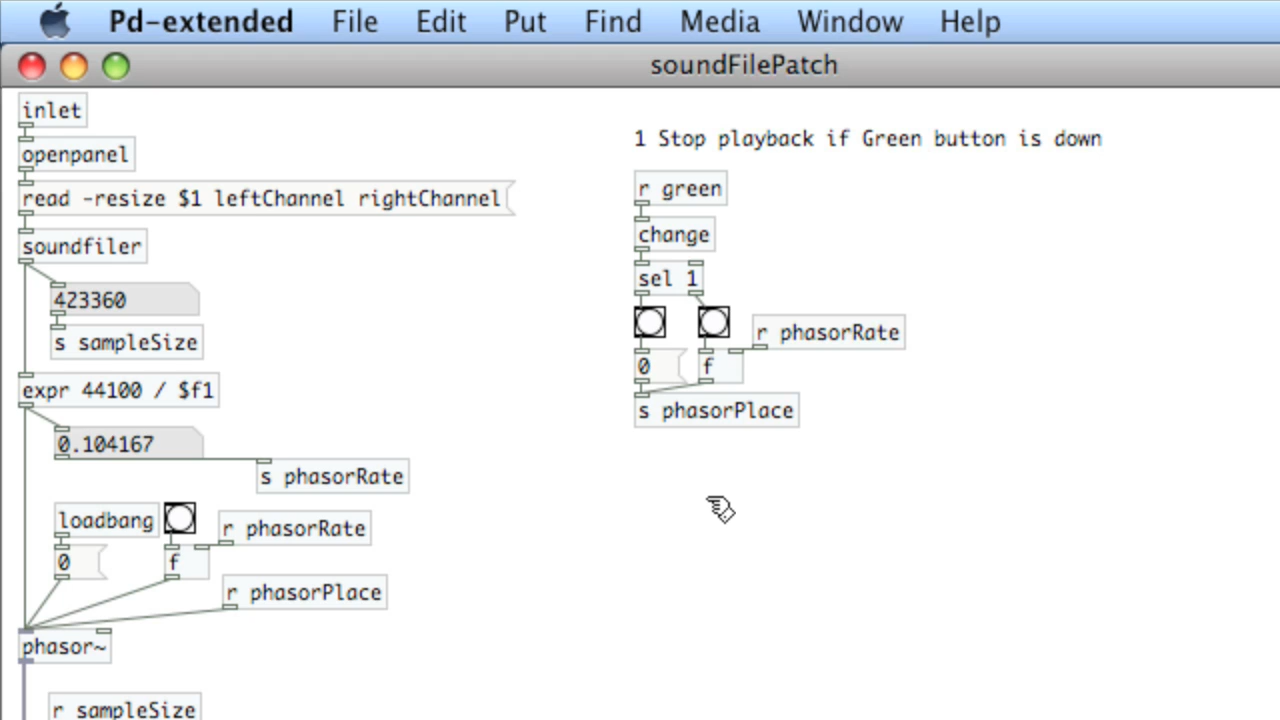 Pd-extended File Edit Put Find Media Window Help
soundFilePatch
inlet
openpanel
read -resize $1 leftChannel rightChannel
soundfiler
423360
s sampleSize
expr 44100 / $f1
0.104167
s phasorRate
loadbang
r phasorRate
0
f
r phasorPlace
phasor~
r sampleSize
1 Stop playback if Green button is down
r green
change
sel 1
r phasorRate
0
f
s phasorPlace